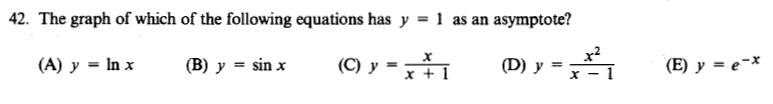 42. The graph of which of the following equations has y = 1 as an asymptote?
(A) y = ln x (B) y = sin x (C) y = x/(x + 1) (D) y = x²/(x − 1) (E) y = e⁻ˣ